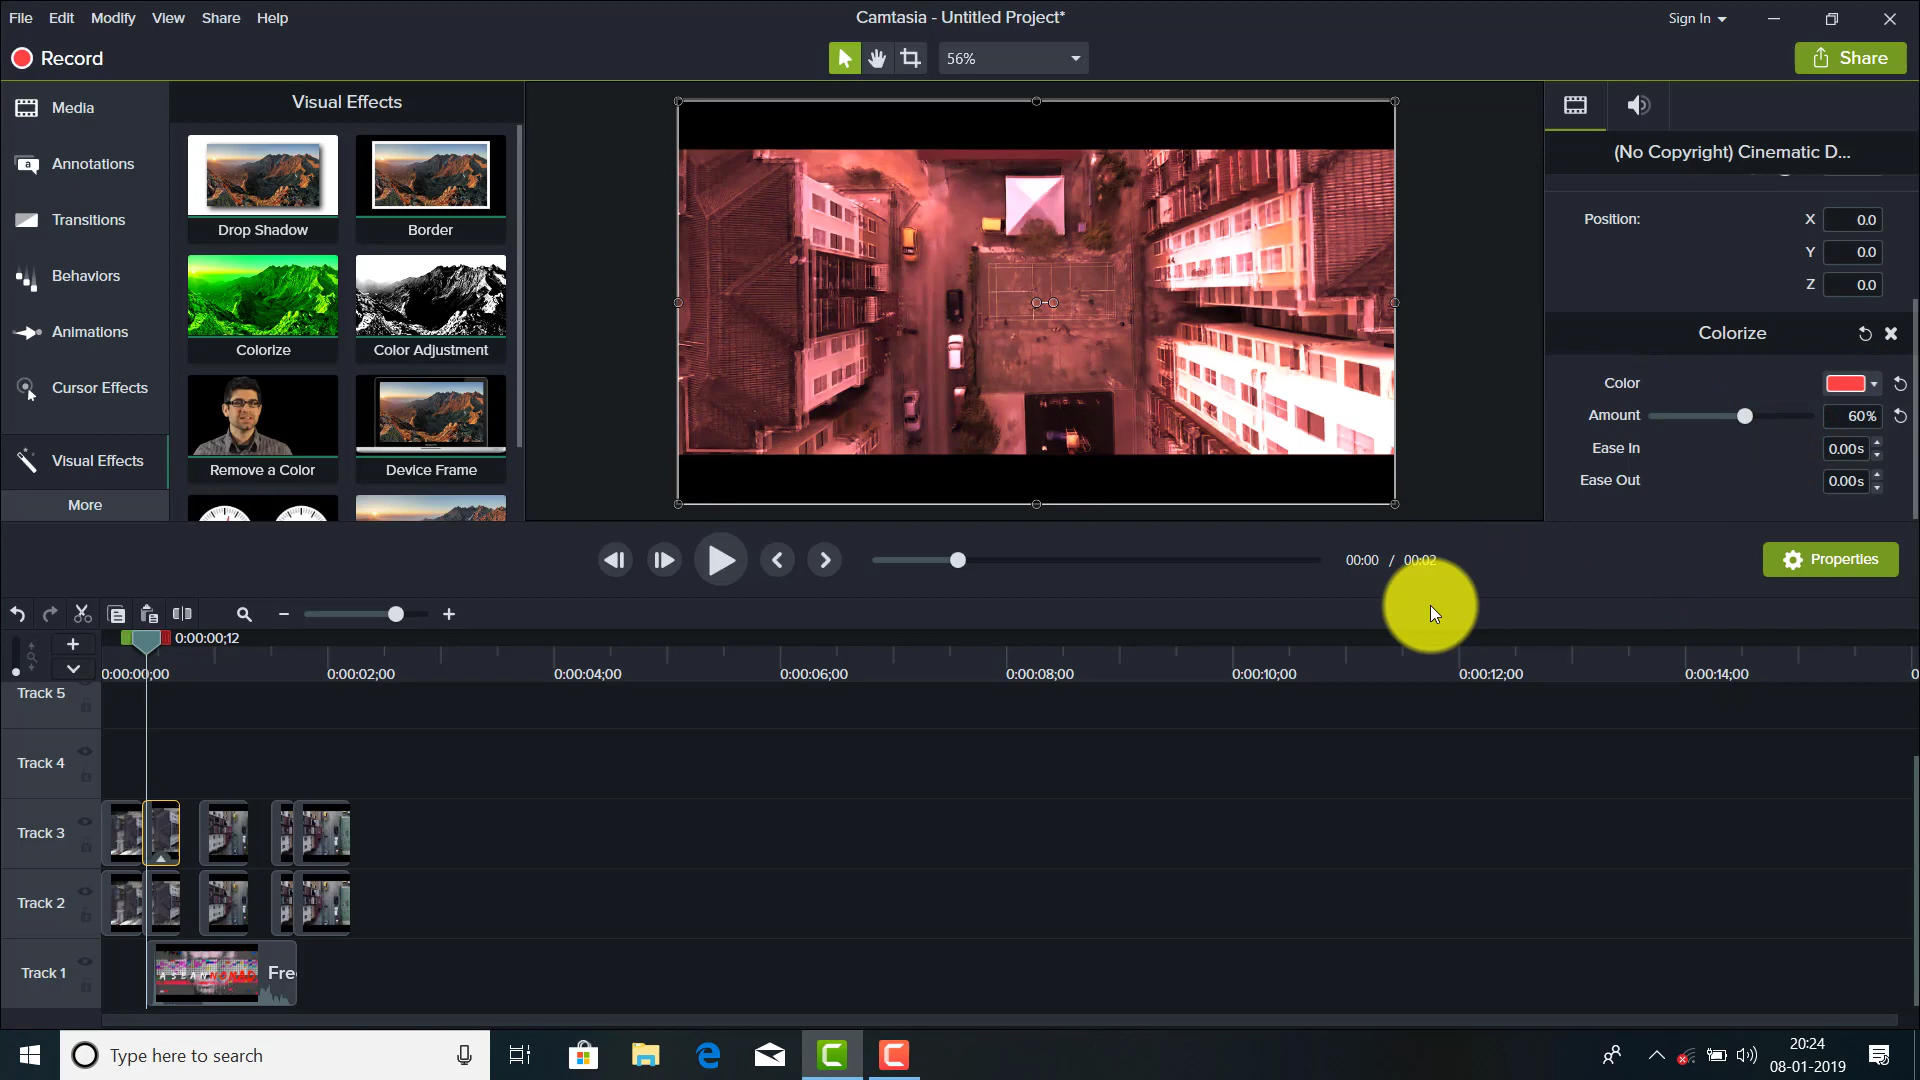 File Edit Modify View Share Help
Camtasia - Untitled Project*
Sign In
Record
56%
Share
Media
Annotations
Transitions
Behaviors
Animations
Cursor Effects
Visual Effects
More
Visual Effects
Drop Shadow
Border
Colorize
Color Adjustment
Remove a Color
Device Frame
(No Copyright) Cinematic D...
Position:
X 0.0
Y 0.0
Z 0.0
Colorize
Color
Amount 60%
Ease In 0.00s
Ease Out 0.00s
00:00 / 00:02
Properties
0:00:00;12
0:00:00;00 0:00:02;00 0:00:04;00 0:00:06;00 0:00:08;00 0:00:10;00 0:00:12;00 0:00:14;00 0
Track 5
Track 4
Track 3
Track 2
Track 1
ASEAN NOMAD
Fre
Type here to search
20:24
08-01-2019